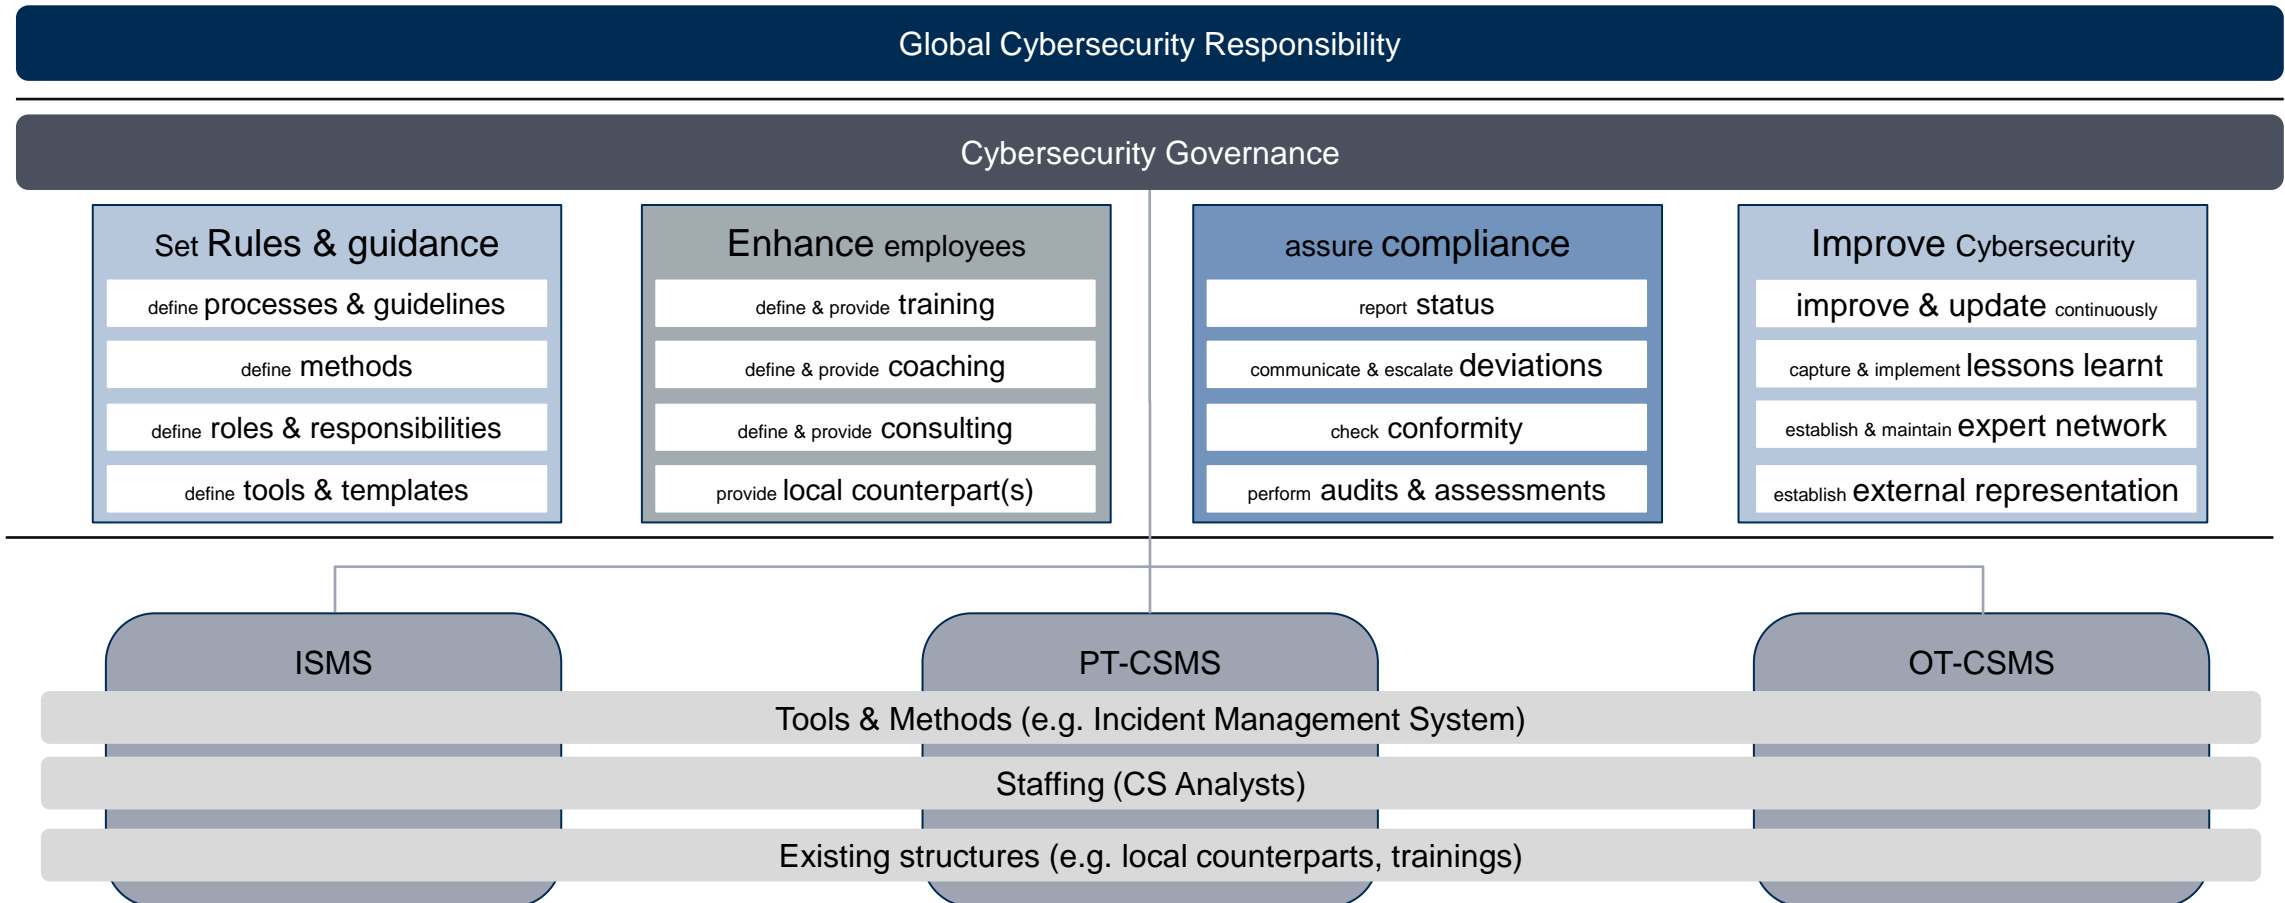 Global Cybersecurity Responsibility
Cybersecurity Governance
Set Rules & guidance
define processes & guidelines
define methods
define roles & responsibilities
define tools & templates
Enhance employees
define & provide training
define & provide coaching
define & provide consulting
provide local counterpart(s)
assure compliance
report status
communicate & escalate deviations
check conformity
perform audits & assessments
Improve Cybersecurity
improve & update continuously
capture & implement lessons learnt
establish & maintain expert network
establish external representation
ISMS
PT-CSMS
OT-CSMS
Tools & Methods (e.g. Incident Management System)
Staffing (CS Analysts)
Existing structures (e.g. local counterparts, trainings)